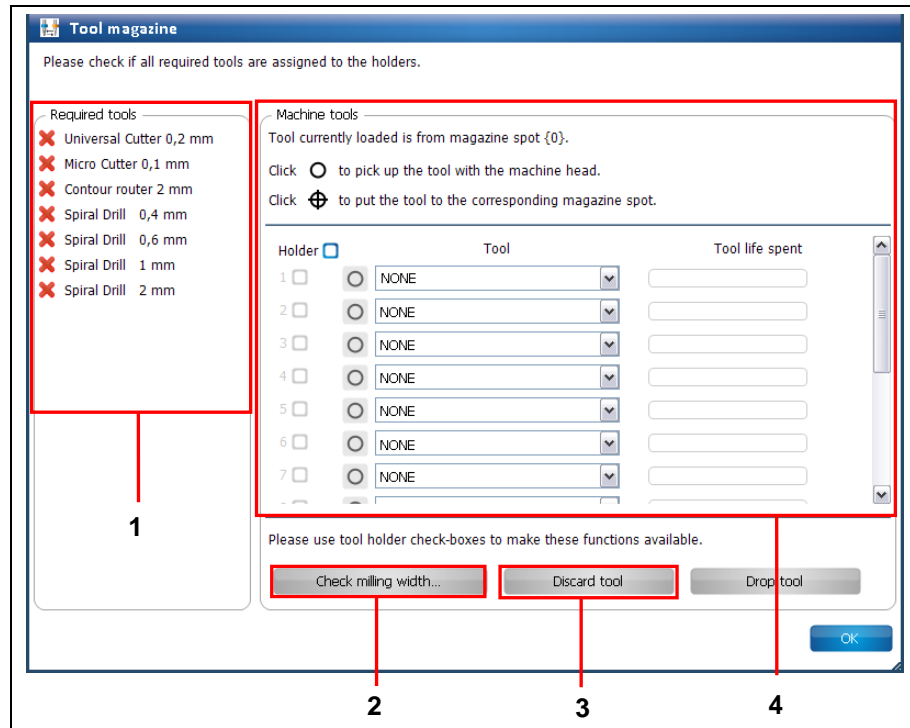 Tool magazine
Please check if all required tools are assigned to the holders.
Required tools
Universal Cutter 0,2 mm
Micro Cutter 0,1 mm
Contour router 2 mm
Spiral Drill 0,4 mm
Spiral Drill 0,6 mm
Spiral Drill 1 mm
Spiral Drill 2 mm
Machine tools
Tool currently loaded is from magazine spot {0}.
Click to pick up the tool with the machine head.
Click to put the tool to the corresponding magazine spot.
Holder Tool Tool life spent
1 NONE
2 NONE
3 NONE
4 NONE
5 NONE
6 NONE
7 NONE
Please use tool holder check-boxes to make these functions available.
Check milling width... Discard tool Drop tool
OK
1
2
3
4